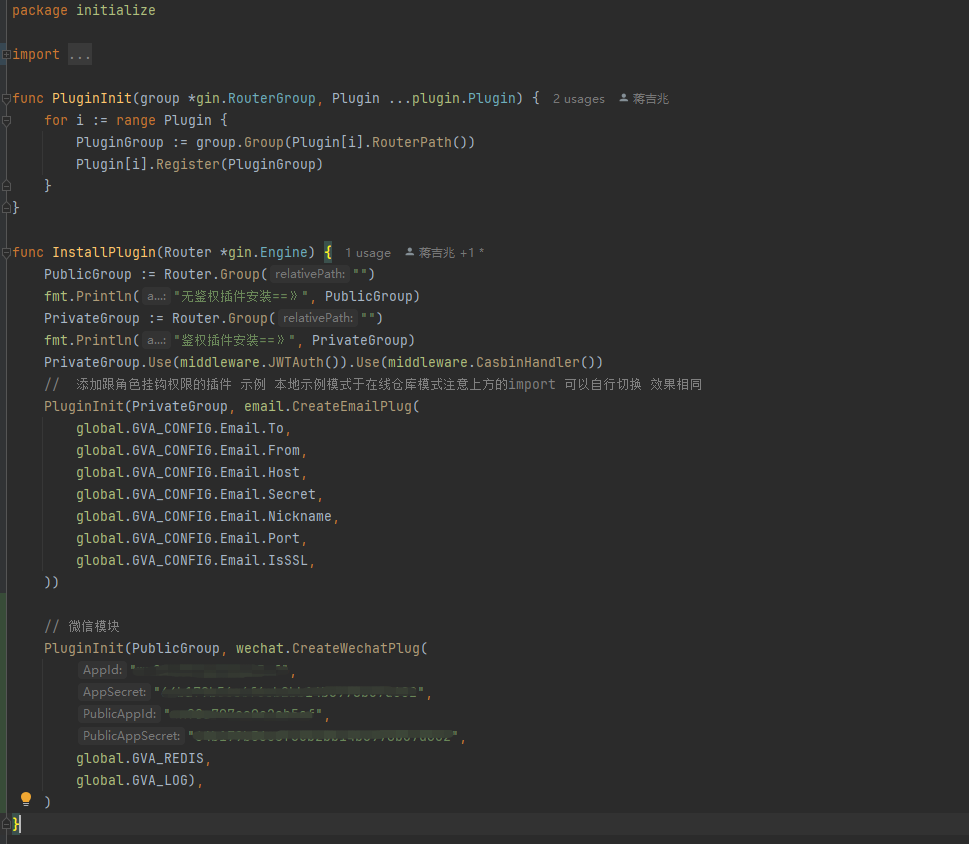 package initialize
import ...
func PluginInit(group *gin.RouterGroup, Plugin ...plugin.Plugin) { 2 usages 蒋吉兆
for i := range Plugin {
PluginGroup := group.Group(Plugin[i].RouterPath())
Plugin[i].Register(PluginGroup)
}
}
func InstallPlugin(Router *gin.Engine) { 1 usage 蒋吉兆 +1 *
PublicGroup := Router.Group( relativePath: "")
fmt.Println( a...: "无鉴权插件安装==》", PublicGroup)
PrivateGroup := Router.Group( relativePath: "")
fmt.Println( a...: "鉴权插件安装==》", PrivateGroup)
PrivateGroup.Use(middleware.JWTAuth()).Use(middleware.CasbinHandler())
// 添加跟角色挂钩权限的插件 示例 本地示例模式于在线仓库模式注意上方的import 可以自行切换 效果相同
PluginInit(PrivateGroup, email.CreateEmailPlug(
global.GVA_CONFIG.Email.To,
global.GVA_CONFIG.Email.From,
global.GVA_CONFIG.Email.Host,
global.GVA_CONFIG.Email.Secret,
global.GVA_CONFIG.Email.Nickname,
global.GVA_CONFIG.Email.Port,
global.GVA_CONFIG.Email.IsSSL,
))
// 微信模块
PluginInit(PublicGroup, wechat.CreateWechatPlug(
AppId: " ",
AppSecret: " ",
PublicAppId: " ",
PublicAppSecret: " ",
global.GVA_REDIS,
global.GVA_LOG),
)
}